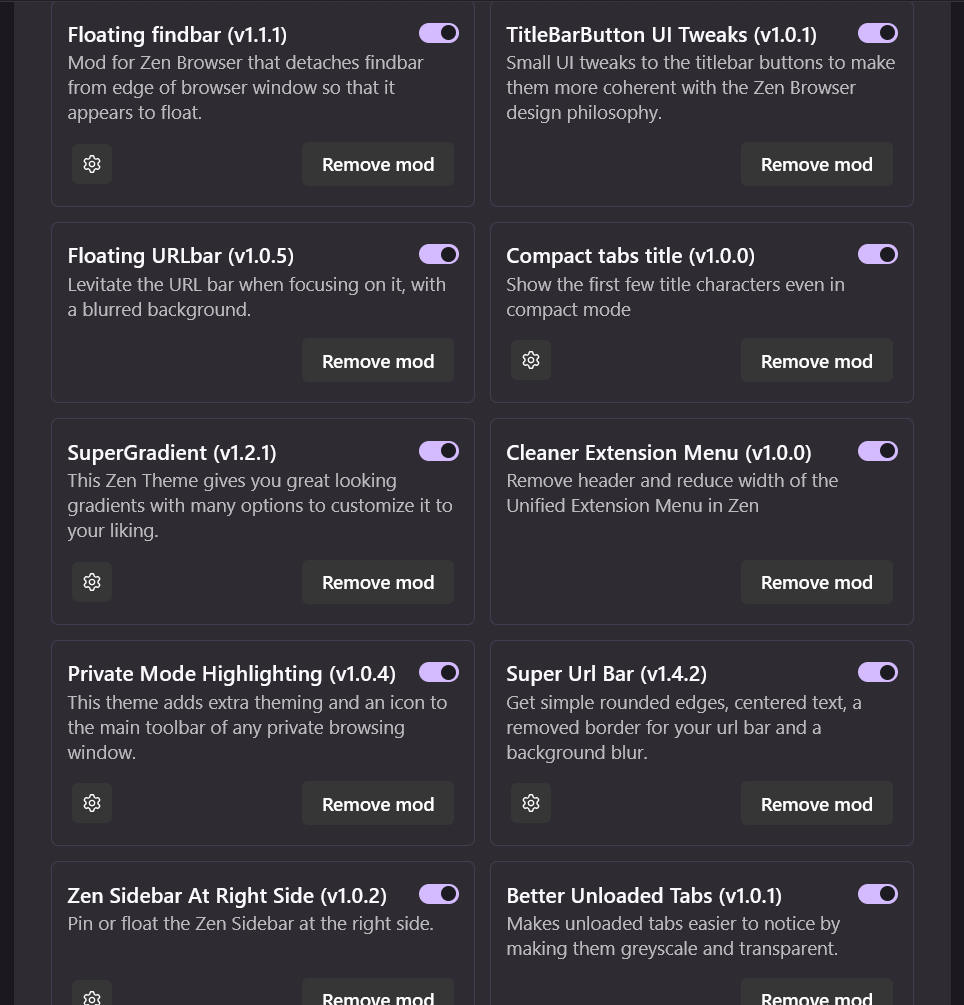 Floating findbar (v1.1.1)
Mod for Zen Browser that detaches findbar
from edge of browser window so that it
appears to float.
Remove mod
TitleBarButton UI Tweaks (v1.0.1)
Small UI tweaks to the titlebar buttons to make
them more coherent with the Zen Browser
design philosophy.
Remove mod
Floating URLbar (v1.0.5)
Levitate the URL bar when focusing on it, with
a blurred background.
Remove mod
Compact tabs title (v1.0.0)
Show the first few title characters even in
compact mode
Remove mod
SuperGradient (v1.2.1)
This Zen Theme gives you great looking
gradients with many options to customize it to
your liking.
Remove mod
Cleaner Extension Menu (v1.0.0)
Remove header and reduce width of the
Unified Extension Menu in Zen
Remove mod
Private Mode Highlighting (v1.0.4)
This theme adds extra theming and an icon to
the main toolbar of any private browsing
window.
Remove mod
Super Url Bar (v1.4.2)
Get simple rounded edges, centered text, a
removed border for your url bar and a
background blur.
Remove mod
Zen Sidebar At Right Side (v1.0.2)
Pin or float the Zen Sidebar at the right side.
Remove mod
Better Unloaded Tabs (v1.0.1)
Makes unloaded tabs easier to notice by
making them greyscale and transparent.
Remove mod